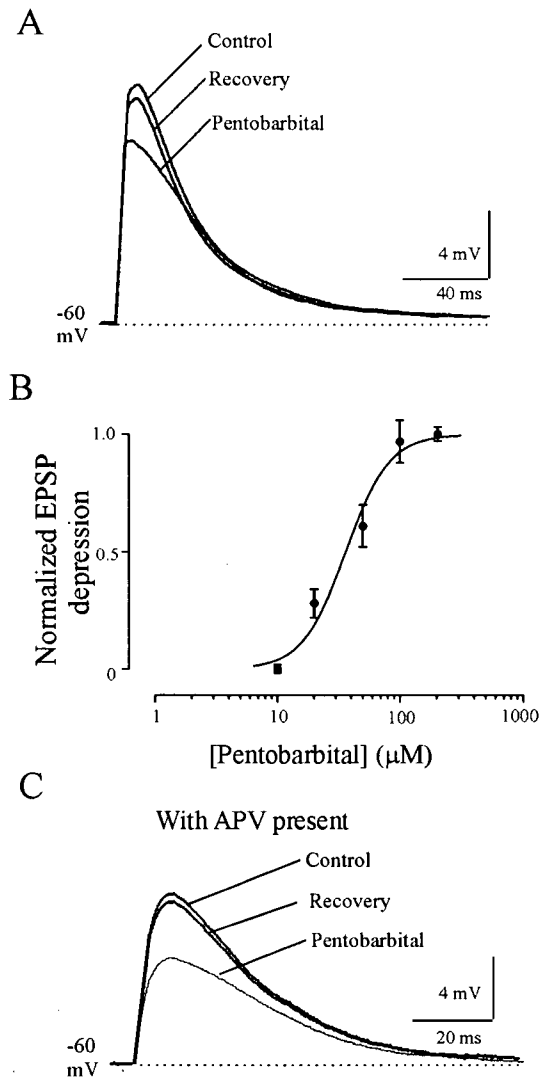 A
Control
Recovery
Pentobarbital
4 mV
40 ms
-60
mV
B
Normalized EPSP
depression
1.0
0.5
0
1
10
100
1000
[Pentobarbital] (μM)
C
With APV present
Control
Recovery
Pentobarbital
4 mV
20 ms
-60
mV